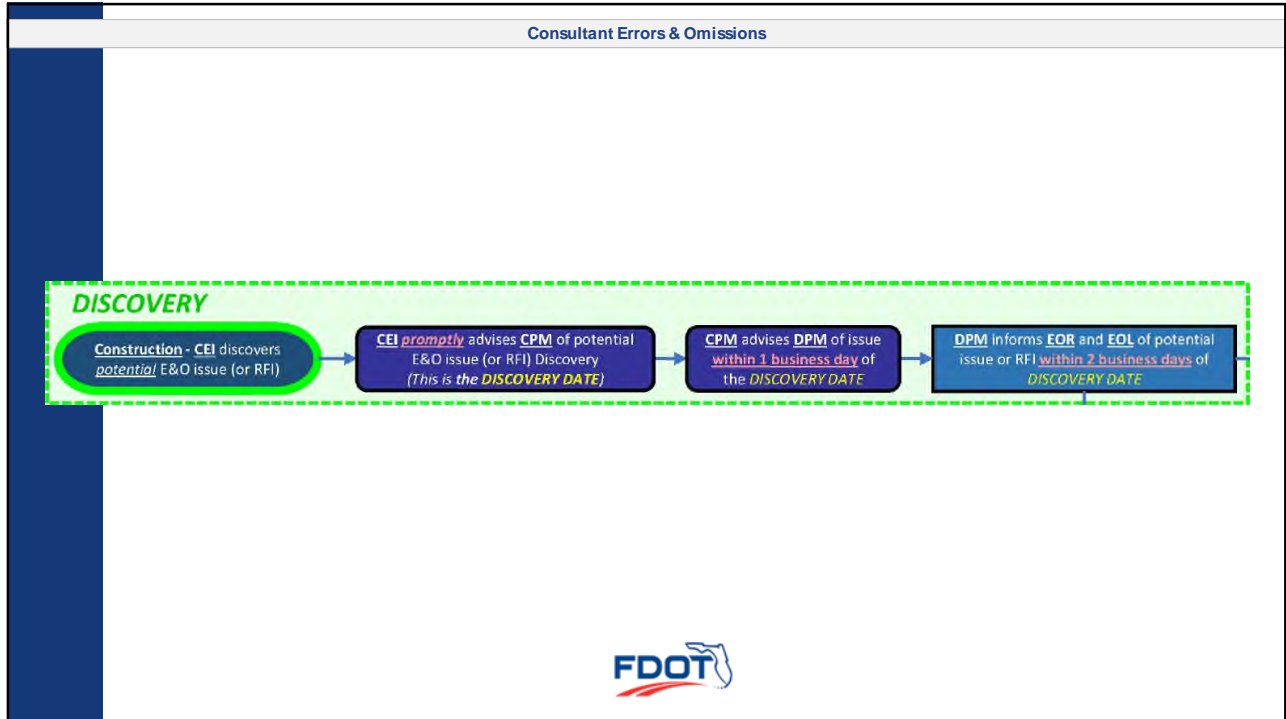 Consultant Errors & Omissions
DISCOVERY
Construction - CEI discovers
potential E&O issue (or RFI)
CEI promptly advises CPM of potential
E&O issue (or RFI) Discovery
(This is the DISCOVERY DATE)
CPM advises DPM of issue
within 1 business day of
the DISCOVERY DATE
DPM informs EOR and EOL of potential
issue or RFI within 2 business days of
DISCOVERY DATE
FDOT